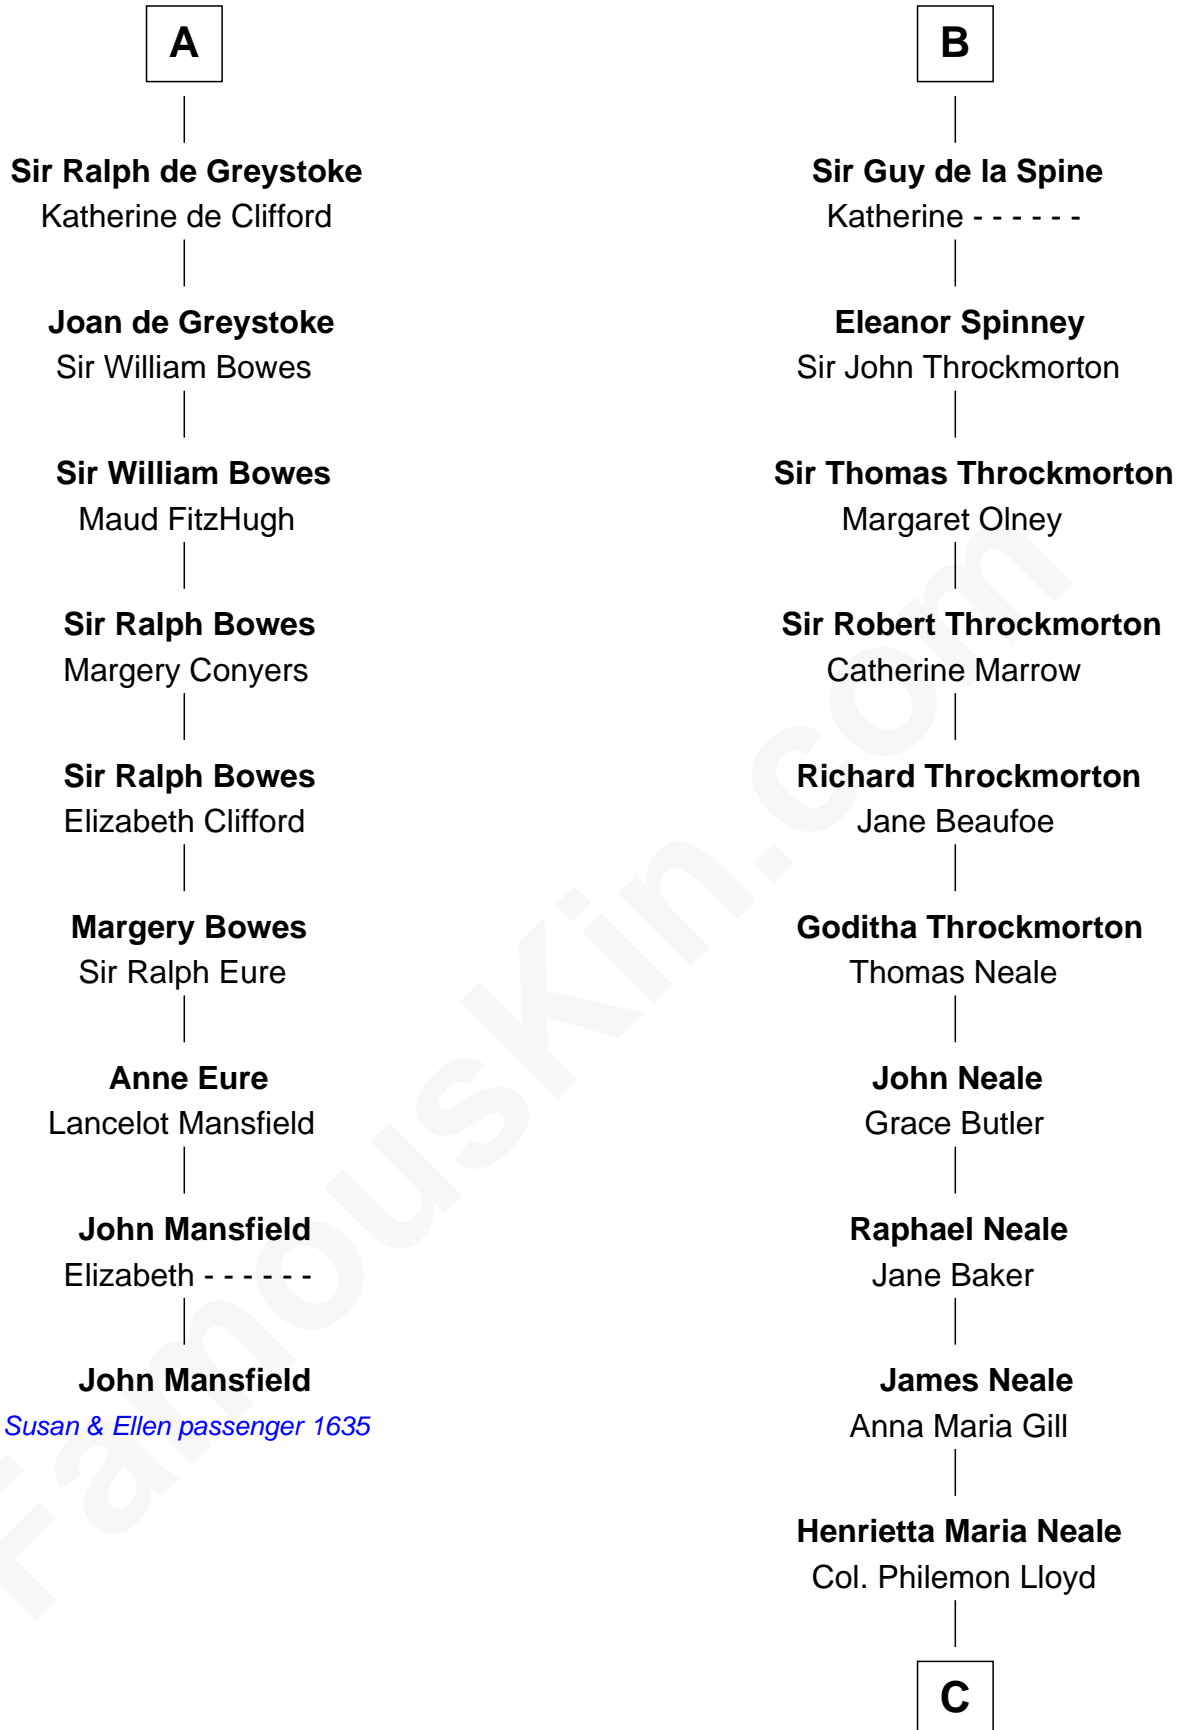 A
Sir Ralph de Greystoke
Katherine de Clifford
Joan de Greystoke
Sir William Bowes
Sir William Bowes
Maud FitzHugh
Sir Ralph Bowes
Margery Conyers
Sir Ralph Bowes
Elizabeth Clifford
Margery Bowes
Sir Ralph Eure
Anne Eure
Lancelot Mansfield
John Mansfield
Elizabeth - - - - - -
John Mansfield
Susan & Ellen passenger 1635
B
Sir Guy de la Spine
Katherine - - - - - -
Eleanor Spinney
Sir John Throckmorton
Sir Thomas Throckmorton
Margaret Olney
Sir Robert Throckmorton
Catherine Marrow
Richard Throckmorton
Jane Beaufoe
Goditha Throckmorton
Thomas Neale
John Neale
Grace Butler
Raphael Neale
Jane Baker
James Neale
Anna Maria Gill
Henrietta Maria Neale
Col. Philemon Lloyd
C
FamousKin.com